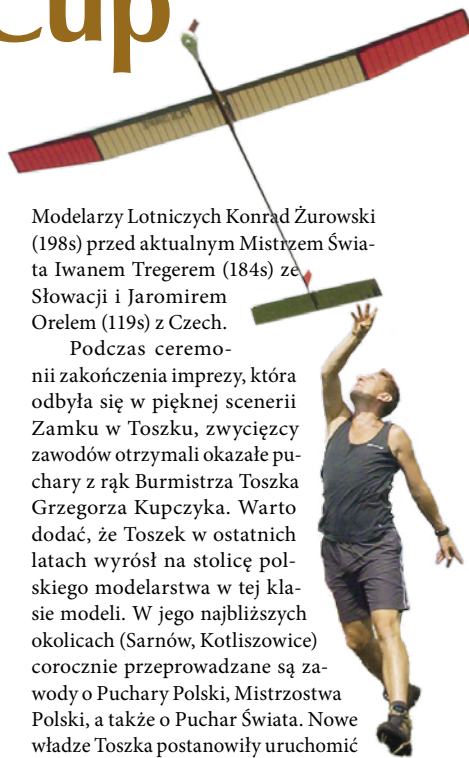 Cup
Modelarzy Lotniczych Konrad Żurowski
(198s) przed aktualnym Mistrzem Świa-
ta Iwanem Tregerem (184s) ze
Słowacji i Jaromirem
Orelem (119s) z Czech.
Podczas ceremo-
nii zakończenia imprezy, która
odbyła się w pięknej scenerii
Zamku w Toszku, zwycięzcy
zawodów otrzymali okazałe pu-
chary z rąk Burmistrza Toszka
Grzegorza Kupczyka. Warto
dodać, że Toszek w ostatnich
latach wyrósł na stolicę pol-
skiego modelarstwa w tej kla-
sie modeli. W jego najbliższych
okolicach (Sarnów, Kotliszowice)
corocznie przeprowadzane są za-
wody o Puchary Polski, Mistrzostwa
Polski, a także o Puchar Świata. Nowe
władze Toszka postanowiły uruchomić